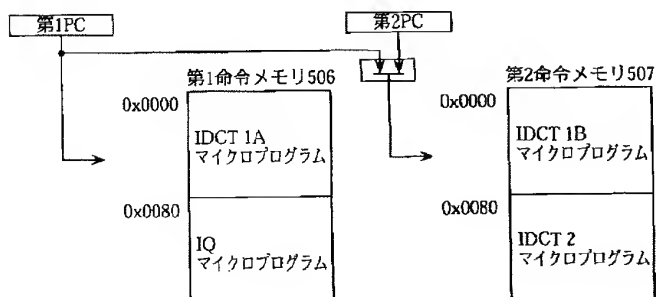 第1PC
第2PC
第1命令メモリ506
第2命令メモリ507
0x0000
IDCT 1A
マイクロプログラム
0x0080
IQ
マイクロプログラム
0x0000
IDCT 1B
マイクロプログラム
0x0080
IDCT 2
マイクロプログラム